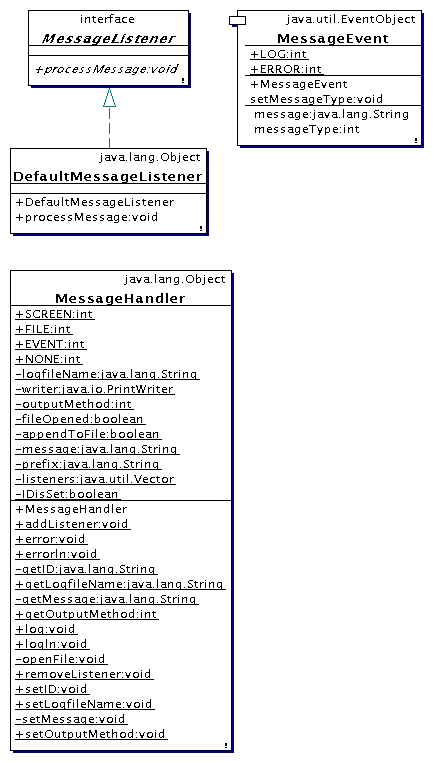 interface
MessageListener
+processMessage:void
!
java.util.EventObject
MessageEvent
+LOG:int
+ERROR:int
+MessageEvent
setMessageType:void
message:java.lang.String
messageType:int
!
java.lang.Object
DefaultMessageListener
+DefaultMessageListener
+processMessage:void
!
java.lang.Object
MessageHandler
+SCREEN:int
+FILE:int
+EVENT:int
+NONE:int
-logfileName:java.lang.String
-writer:java.io.PrintWriter
-outputMethod:int
-fileOpened:boolean
-appendToFile:boolean
-message:java.lang.String
-prefix:java.lang.String
-listeners:java.util.Vector
-IDisSet:boolean
+MessageHandler
+addListener:void
+error:void
+errorln:void
-getID:java.lang.String
+getLogfileName:java.lang.String
-getMessage:java.lang.String
+getOutputMethod:int
+log:void
+logln:void
-openFile:void
+removeListener:void
+setID:void
+setLogfileName:void
-setMessage:void
+setOutputMethod:void
!